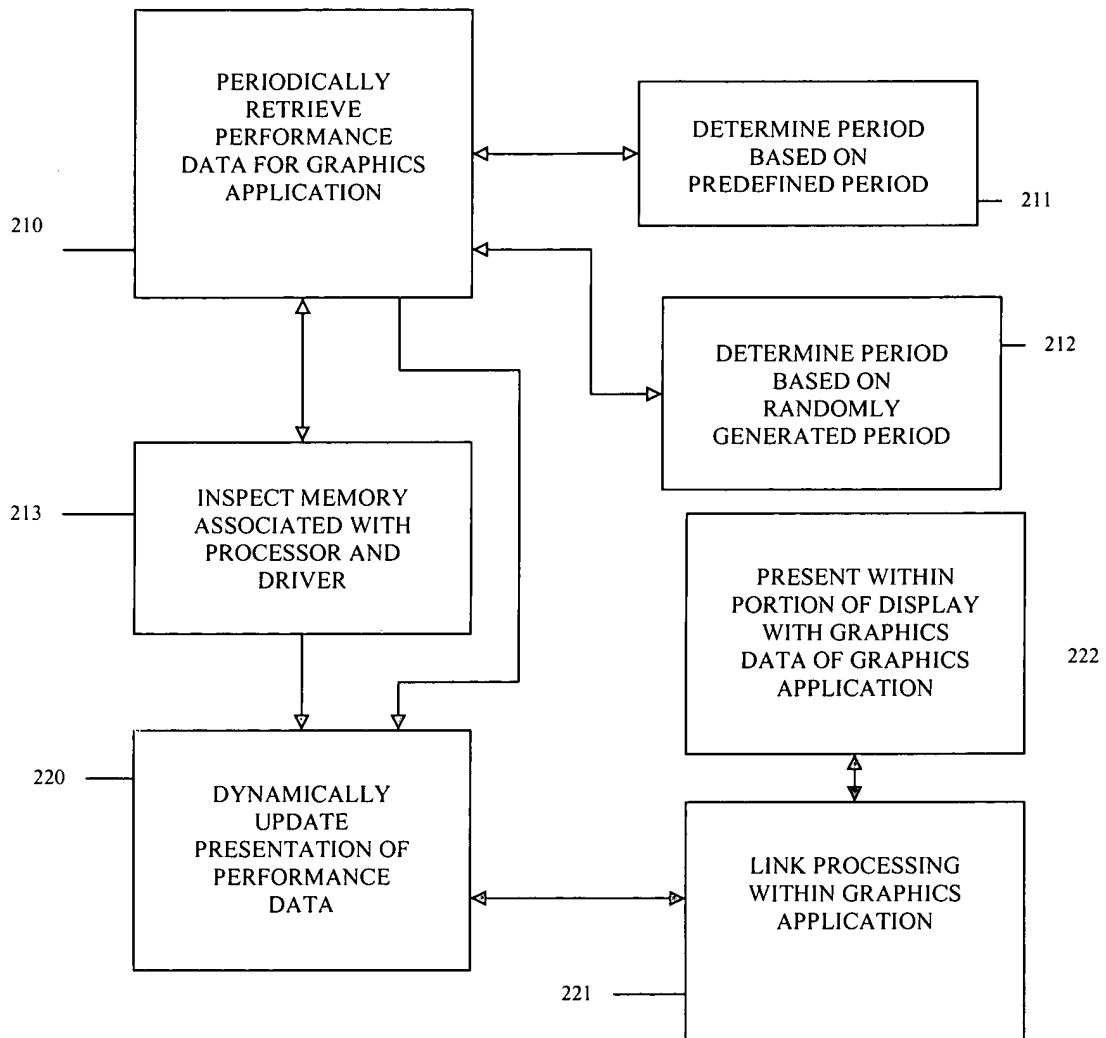 PERIODICALLY
RETRIEVE
PERFORMANCE
DATA FOR GRAPHICS
APPLICATION
210
DETERMINE PERIOD
BASED ON
PREDEFINED PERIOD
211
DETERMINE PERIOD
BASED ON
RANDOMLY
GENERATED PERIOD
212
INSPECT MEMORY
ASSOCIATED WITH
PROCESSOR AND
DRIVER
213
PRESENT WITHIN
PORTION OF DISPLAY
WITH GRAPHICS
DATA OF GRAPHICS
APPLICATION
222
DYNAMICALLY
UPDATE
PRESENTATION OF
PERFORMANCE
DATA
220
LINK PROCESSING
WITHIN GRAPHICS
APPLICATION
221